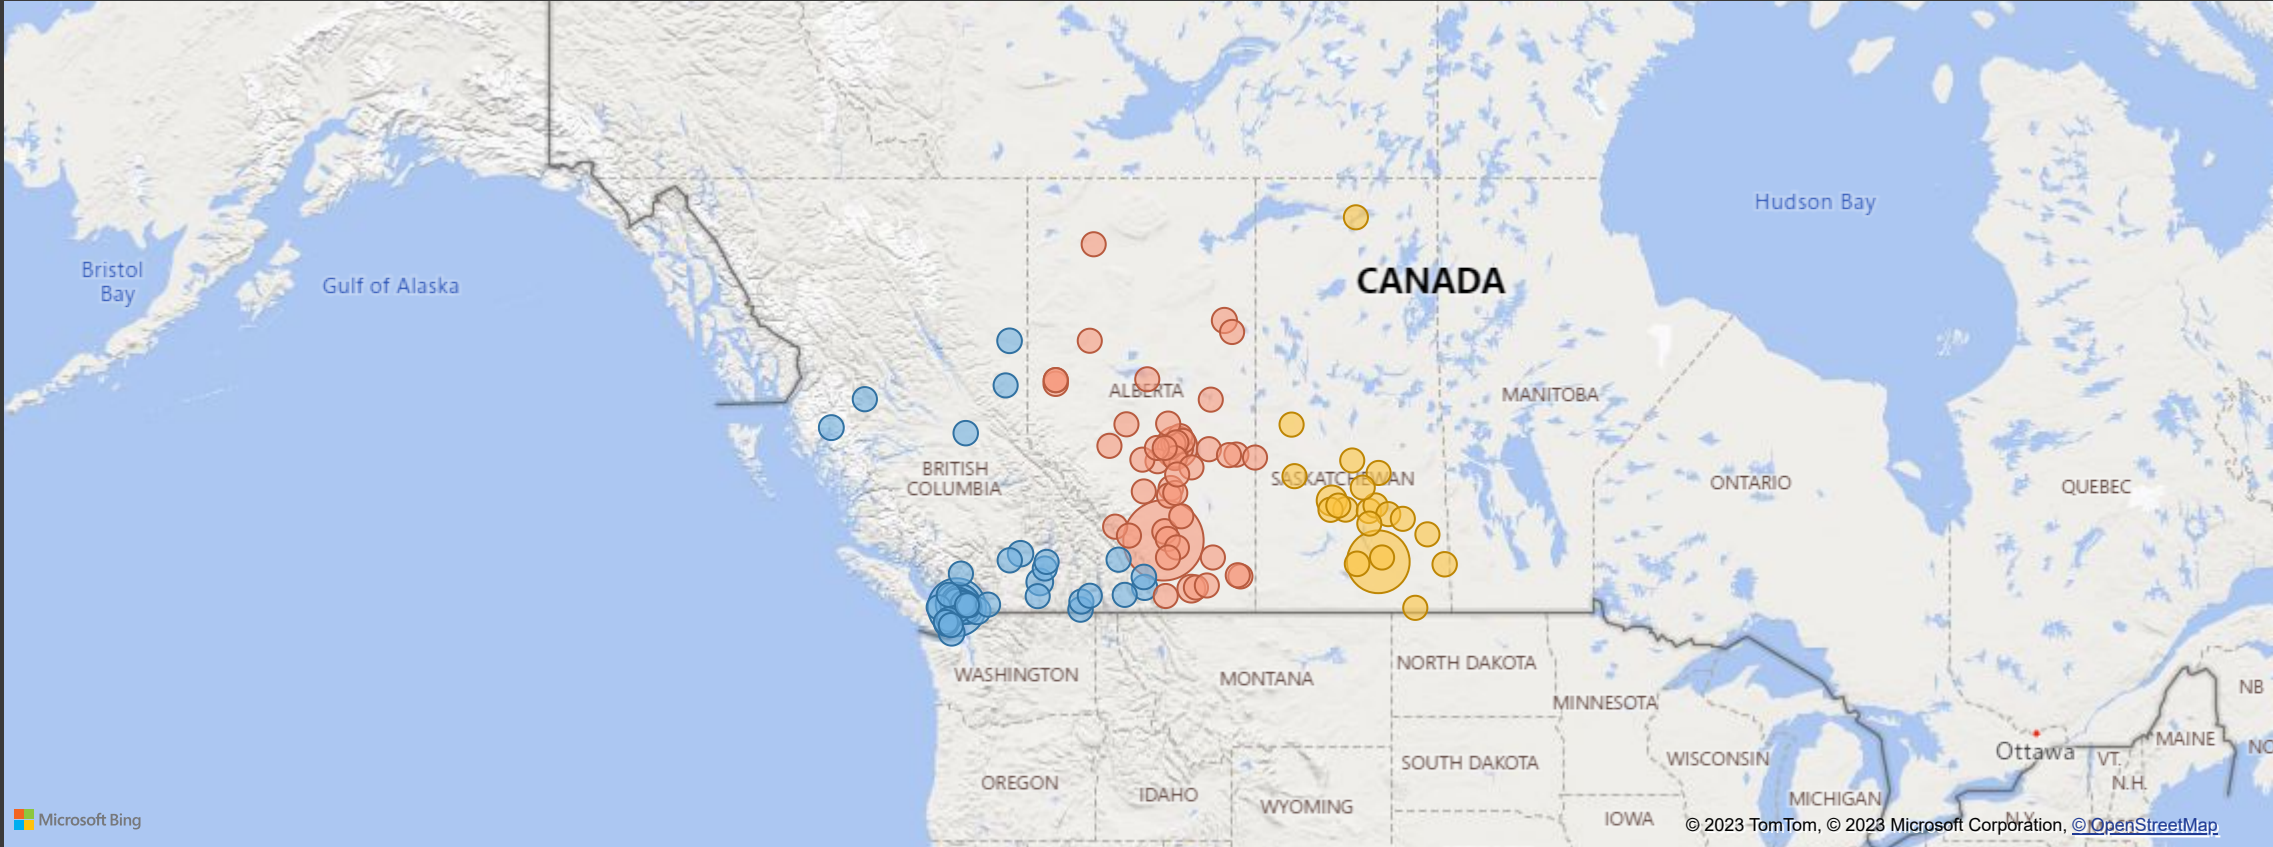 Hudson Bay
Bristol
Bay
Gulf of Alaska
CANADA
ALBERTA
MANITOBA
BRITISH
COLUMBIA
SASKATCHEWAN
ONTARIO
QUEBEC
WASHINGTON
MONTANA
NORTH DAKOTA
MINNESOTA
NB
OREGON
IDAHO
WYOMING
SOUTH DAKOTA
WISCONSIN
Ottawa
MAINE
VT.
N.H.
NO
MICHIGAN
IOWA
N.Y.
Microsoft Bing
© 2023 TomTom, © 2023 Microsoft Corporation, © OpenStreetMap